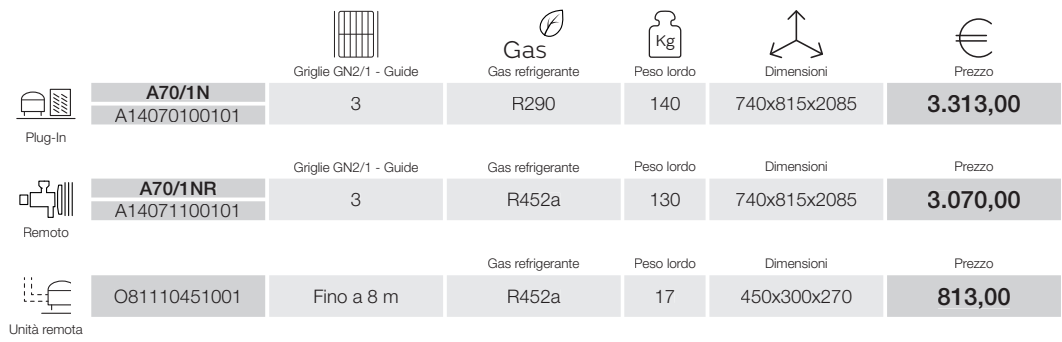 Gas
Kg
Griglie GN2/1 - Guide Gas refrigerante Peso lordo Dimensioni Prezzo
A70/1N
A14070100101
3 R290 140 740x815x2085 3.313,00
Plug-In
Griglie GN2/1 - Guide Gas refrigerante Peso lordo Dimensioni Prezzo
A70/1NR
A14071100101
3 R452a 130 740x815x2085 3.070,00
Remoto
Gas refrigerante Peso lordo Dimensioni Prezzo
O81110451001 Fino a 8 m R452a 17 450x300x270 813,00
Unità remota